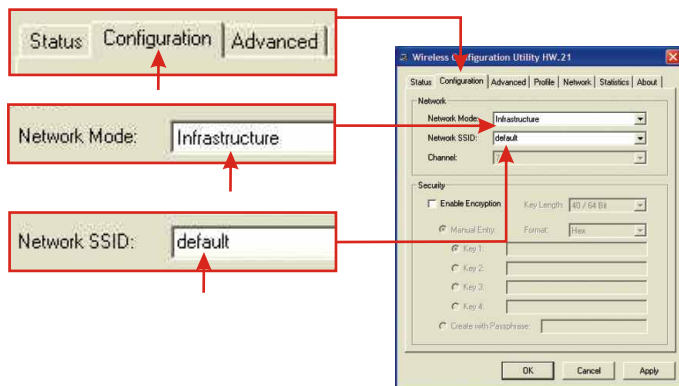 Status Configuration Advanced
Network Mode: Infrastructure
Network SSID: default
Wireless Configuration Utility HW.21
Status Configuration Advanced Profile Network Statistics About
Network
Network Mode: Infrastructure
Network SSID: default
Channel:
Security
Enable Encryption Key Length: 40 / 64 Bit
Manual Entry: Format: Hex
Key 1:
Key 2:
Key 3:
Key 4:
Create with Passphrase:
OK Cancel Apply